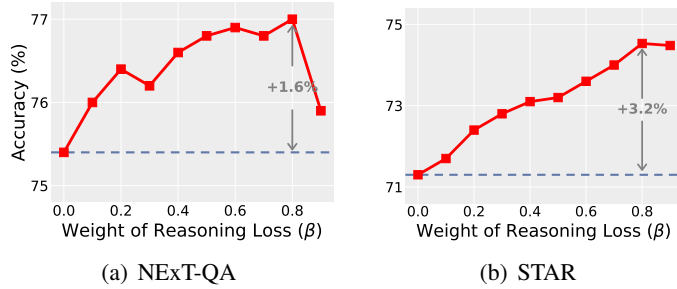 Accuracy (%)
77
76
75
+1.6%
0.0 0.2 0.4 0.6 0.8
Weight of Reasoning Loss (β)
(a) NExT-QA
75
73
71
+3.2%
0.0 0.2 0.4 0.6 0.8
Weight of Reasoning Loss (β)
(b) STAR